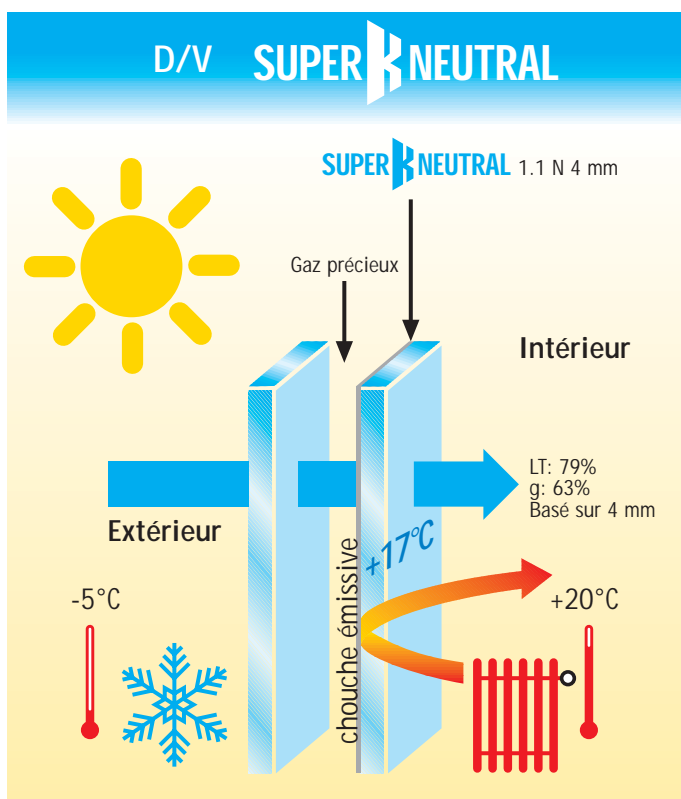 D/V SUPER K NEUTRAL
SUPER K NEUTRAL 1.1 N 4 mm
Gaz précieux
Intérieur
LT: 79%
g: 63%
Basé sur 4 mm
Extérieur
+17°C
chouche émissive
-5°C
+20°C